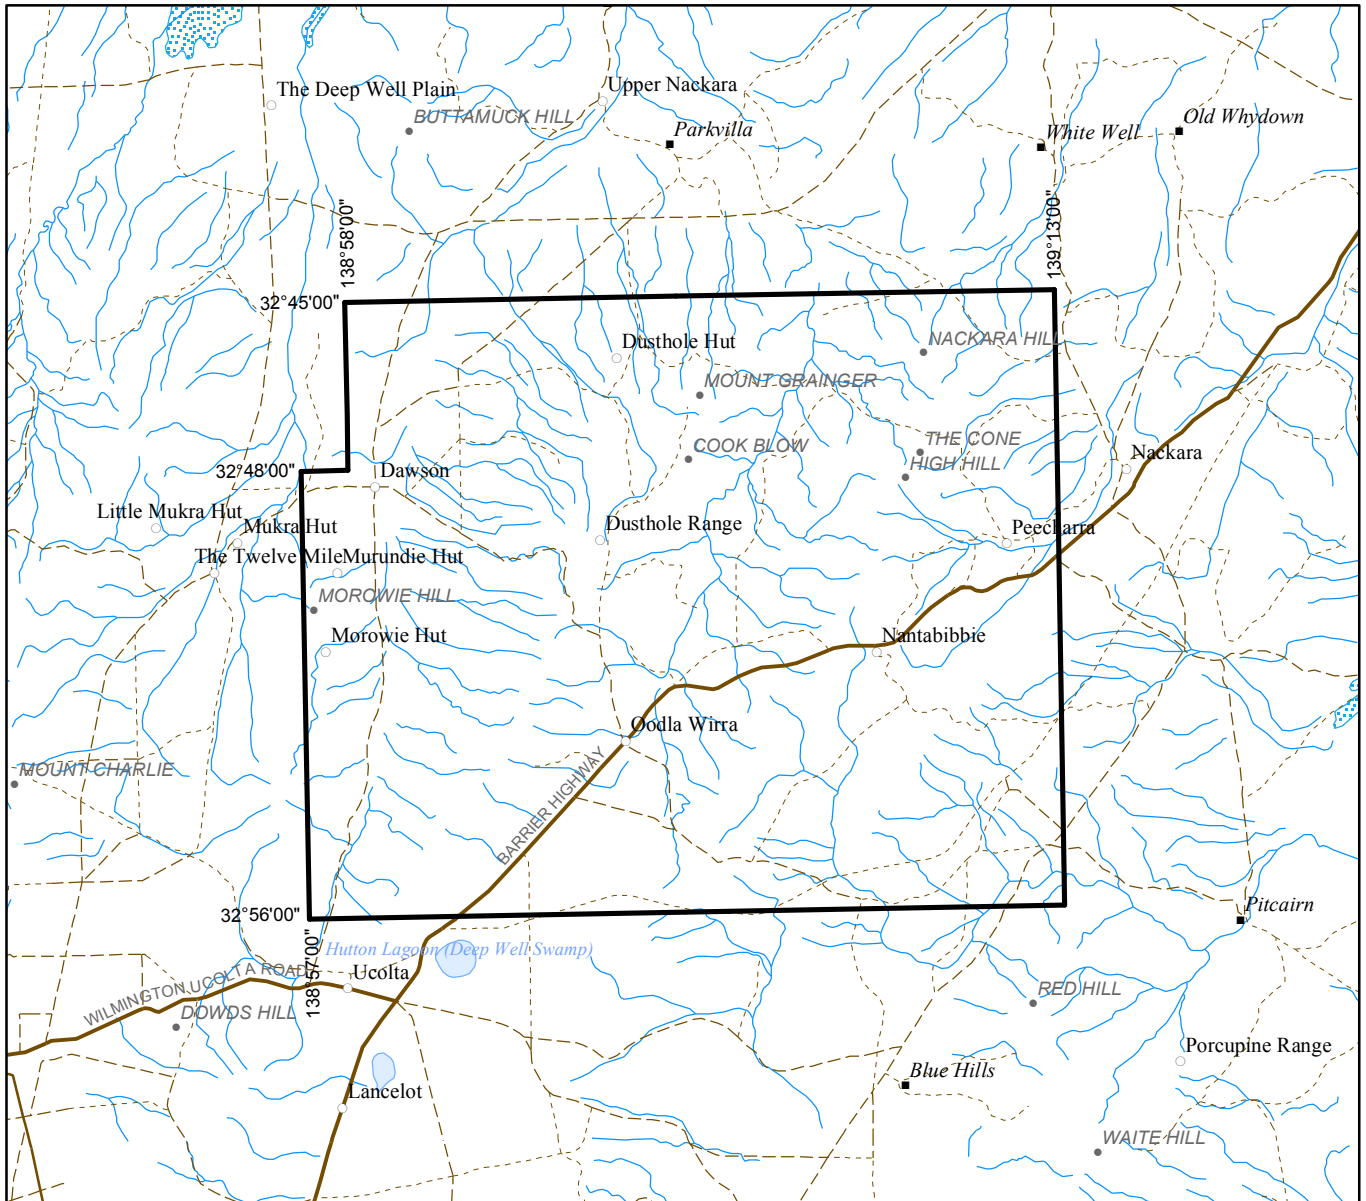 The Deep Well Plain
BUTTAMUCK HILL
Upper Nackara
Parkvilla
White Well
Old Whydown
138°58'00"
139°13'00"
32°45'00"
Dusthole Hut
NACKARA HILL
MOUNT GRAINGER
COOK BLOW
THE CONE
HIGH HILL
Nackara
32°48'00"
Dawson
Little Mukra Hut
Mukra Hut
Dusthole Range
Peecharra
The Twelve Mile
Murundie Hut
MOROWIE HILL
Morowie Hut
Nantabibbie
Oodla Wirra
MOUNT CHARLIE
BARRIER HIGHWAY
32°56'00"
138°57'00"
Pitcairn
Hutton Lagoon (Deep Well Swamp)
Ucolta
WILMINGTON UCOLTA ROAD
DOWDS HILL
RED HILL
Porcupine Range
Blue Hills
Lancelot
WAITE HILL